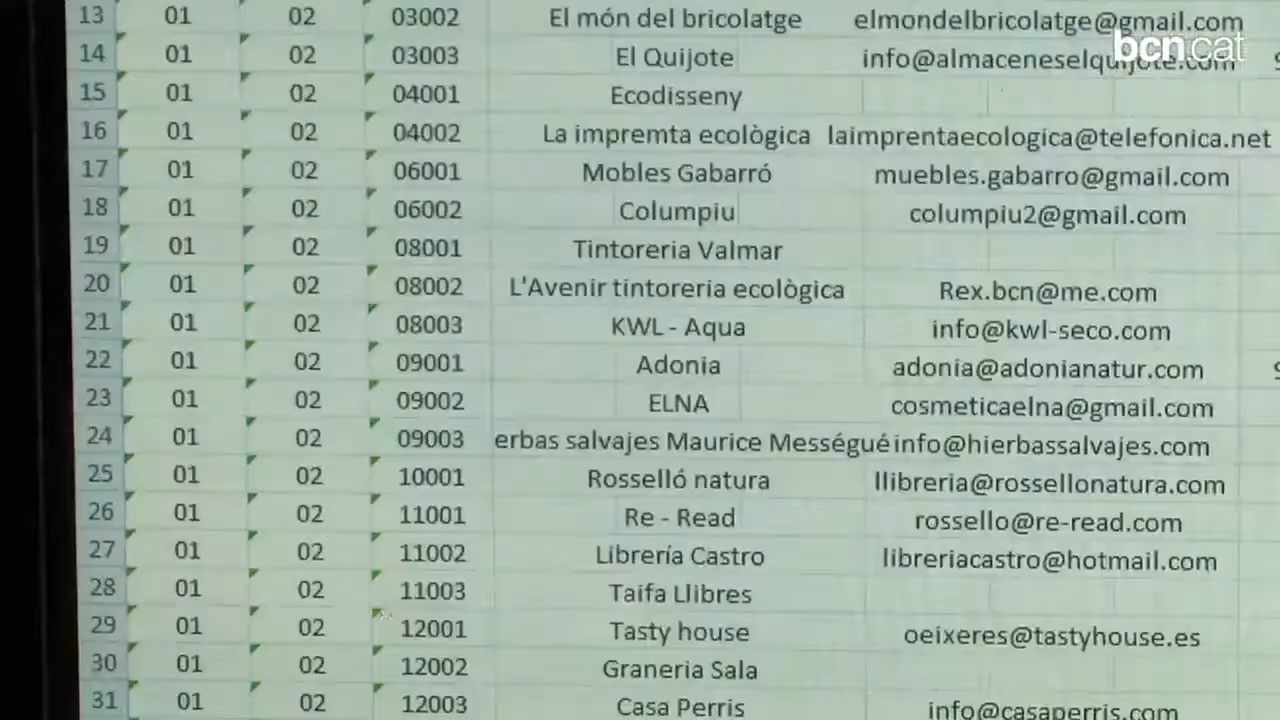 13 01 02 03002 El món del bricolatge elmondelbricolatge@gmail.com
bcn.cat
14 01 02 03003 El Quijote info@almaceneselquijote.com
15 01 02 04001 Ecodisseny
16 01 02 04002 La impremta ecològica laimprentaecologica@telefonica.net
17 01 02 06001 Mobles Gabarró muebles.gabarro@gmail.com
18 01 02 06002 Columpiu columpiu2@gmail.com
19 01 02 08001 Tintoreria Valmar
20 01 02 08002 L'Avenir tintoreria ecològica Rex.bcn@me.com
21 01 02 08003 KWL - Aqua info@kwl-seco.com
22 01 02 09001 Adonia adonia@adonianatur.com
23 01 02 09002 ELNA cosmeticaelna@gmail.com
24 01 02 09003 erbas salvajes Maurice Mességué info@hierbassalvajes.com
25 01 02 10001 Rosselló natura llibreria@rossellonatura.com
26 01 02 11001 Re - Read rossello@re-read.com
27 01 02 11002 Librería Castro libreriacastro@hotmail.com
28 01 02 11003 Taifa Llibres
29 01 02 12001 Tasty house oeixeres@tastyhouse.es
30 01 02 12002 Graneria Sala
31 01 02 12003 Casa Perris info@casaperris.com